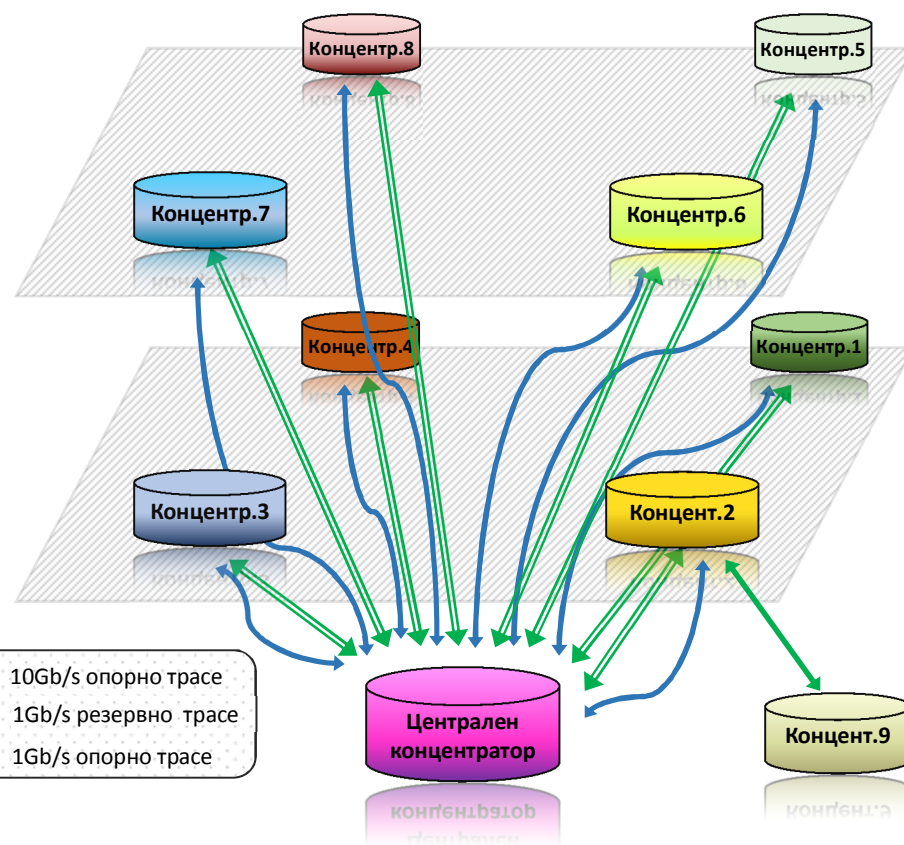 Концентр.8
Концентр.5
Концентр.7
Концентр.6
Концентр.4
Концентр.1
Концентр.3
Концент.2
10Gb/s опорно трасе
1Gb/s резервно трасе
1Gb/s опорно трасе
Централен
концентратор
Концент.9